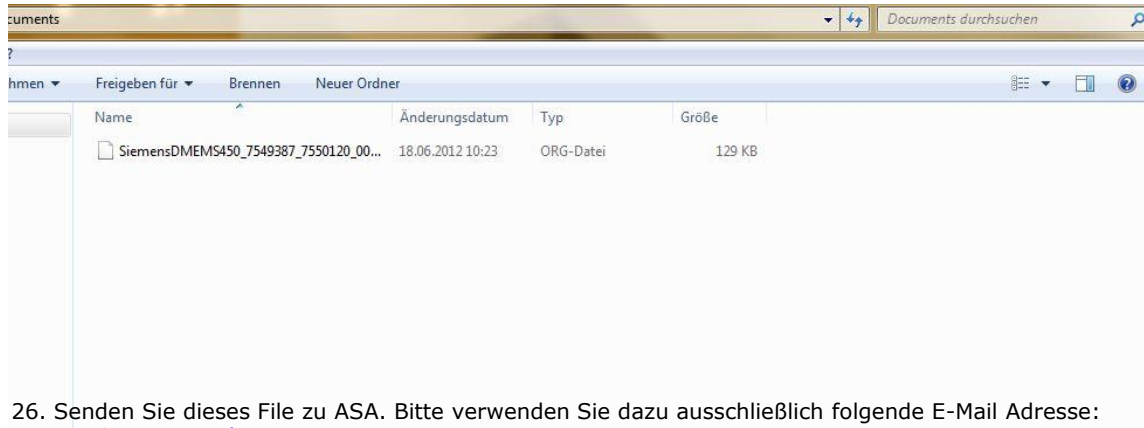 cuments
Documents durchsuchen
?
hmen Freigeben für Brennen Neuer Ordner
Name Änderungsdatum Typ Größe
SiemensDMEMS450_7549387_7550120_00... 18.06.2012 10:23 ORG-Datei 129 KB
26. Senden Sie dieses File zu ASA. Bitte verwenden Sie dazu ausschließlich folgende E-Mail Adresse: